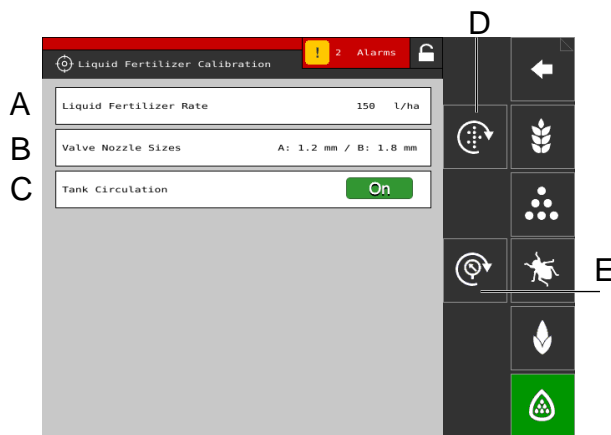 D
! 2 Alarms
Liquid Fertilizer Calibration
A
Liquid Fertilizer Rate 150 l/ha
B
Valve Nozzle Sizes A: 1.2 mm / B: 1.8 mm
C
Tank Circulation On
E